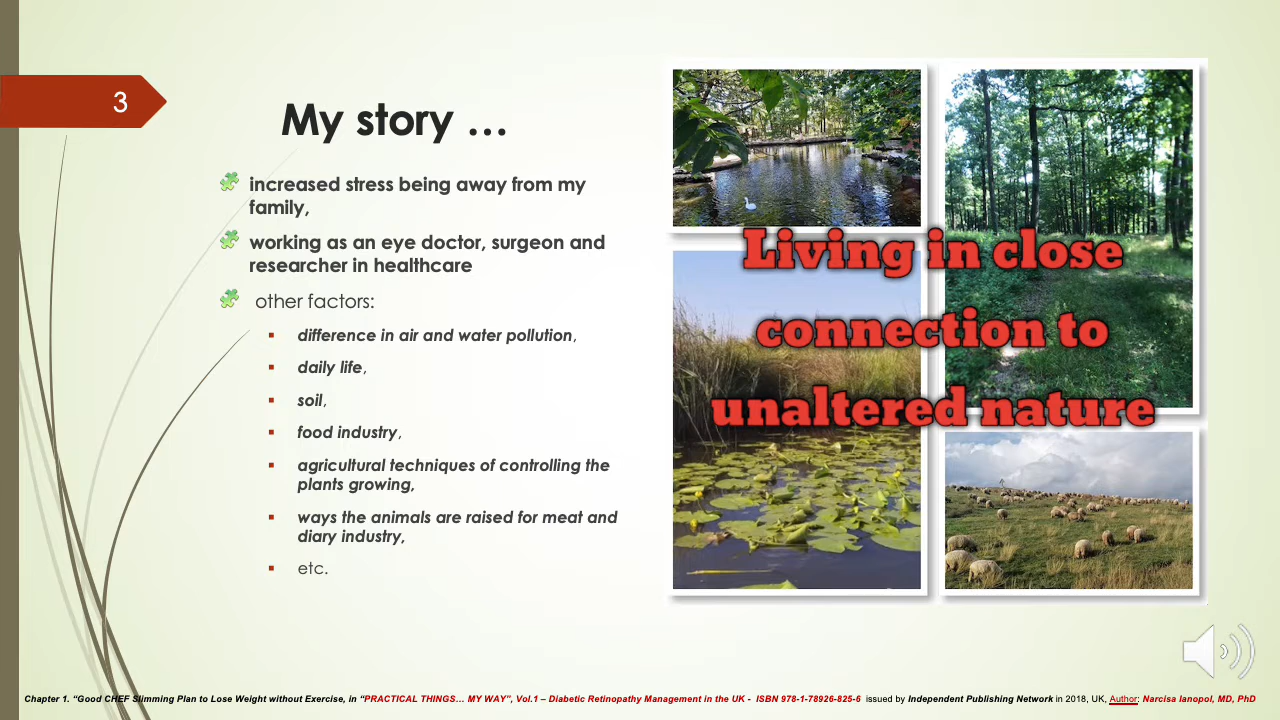 3
My story …
increased stress being away from my
family,
working as an eye doctor, surgeon and
researcher in healthcare
other factors:
difference in air and water pollution,
daily life,
soil,
food industry,
agricultural techniques of controlling the
plants growing,
ways the animals are raised for meat and
diary industry,
etc.
Living in close
connection to
unaltered nature
Chapter 1. “Good CHEF Slimming Plan to Lose Weight without Exercise, in “PRACTICAL THINGS… MY WAY”, Vol.1 – Diabetic Retinopathy Management in the UK - ISBN 978-1-78926-825-6 issued by Independent Publishing Network in 2018, UK, Author: Narcisa Ianopol, MD, PhD